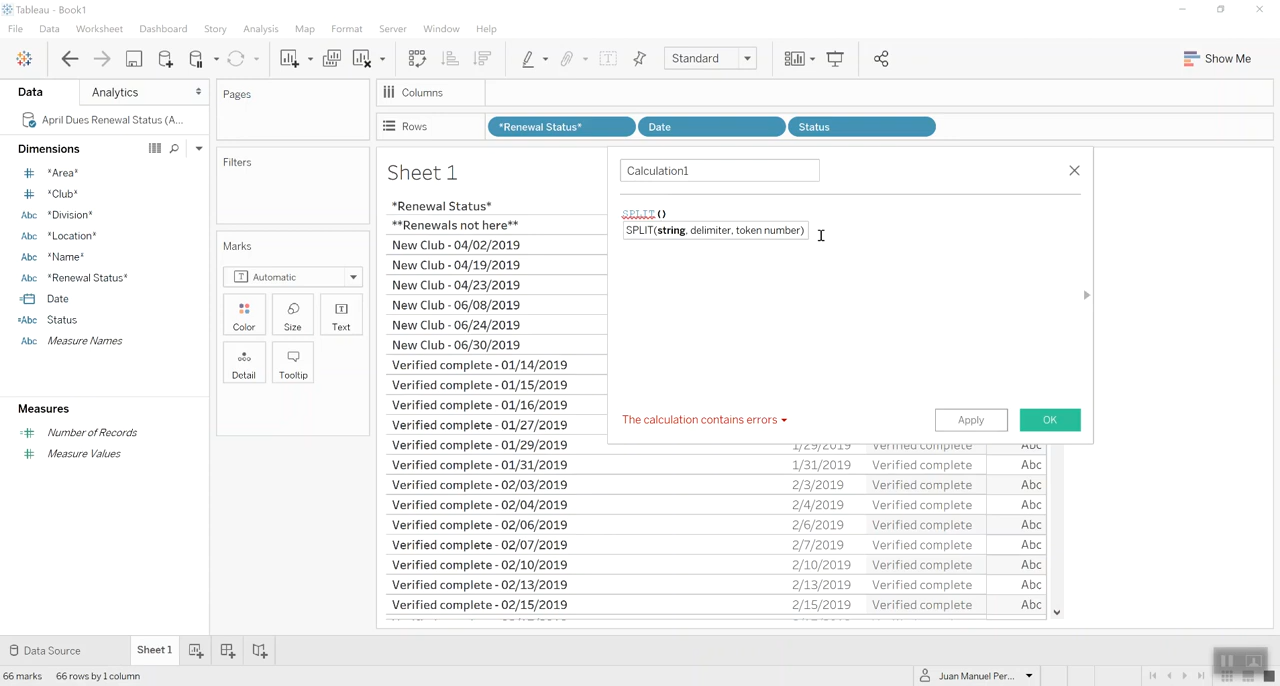 Tableau - Book1
File Data Worksheet Dashboard Story Analysis Map Format Server Window Help
Standard
Show Me
Data Analytics
April Dues Renewal Status (A...
Dimensions
*Area*
*Club*
Abc *Division*
Abc *Location*
Abc *Name*
Abc *Renewal Status*
Date
=Abc Status
Abc Measure Names
Measures
Number of Records
Measure Values
Pages
Filters
Marks
Automatic
Color Size Text
Detail Tooltip
Columns
Rows *Renewal Status* Date Status
Sheet 1
*Renewal Status*
**Renewals not here**
New Club - 04/02/2019
New Club - 04/19/2019
New Club - 04/23/2019
New Club - 06/08/2019
New Club - 06/24/2019
New Club - 06/30/2019
Verified complete - 01/14/2019
Verified complete - 01/15/2019
Verified complete - 01/16/2019
Verified complete - 01/27/2019
Verified complete - 01/29/2019 1/29/2019 Verified complete Abc
Verified complete - 01/31/2019 1/31/2019 Verified complete Abc
Verified complete - 02/03/2019 2/3/2019 Verified complete Abc
Verified complete - 02/04/2019 2/4/2019 Verified complete Abc
Verified complete - 02/06/2019 2/6/2019 Verified complete Abc
Verified complete - 02/07/2019 2/7/2019 Verified complete Abc
Verified complete - 02/10/2019 2/10/2019 Verified complete Abc
Verified complete - 02/13/2019 2/13/2019 Verified complete Abc
Verified complete - 02/15/2019 2/15/2019 Verified complete Abc
Calculation1
SPLIT()
SPLIT(string, delimiter, token number)
The calculation contains errors
Apply OK
Data Source Sheet 1
66 marks 66 rows by 1 column
Juan Manuel Per...